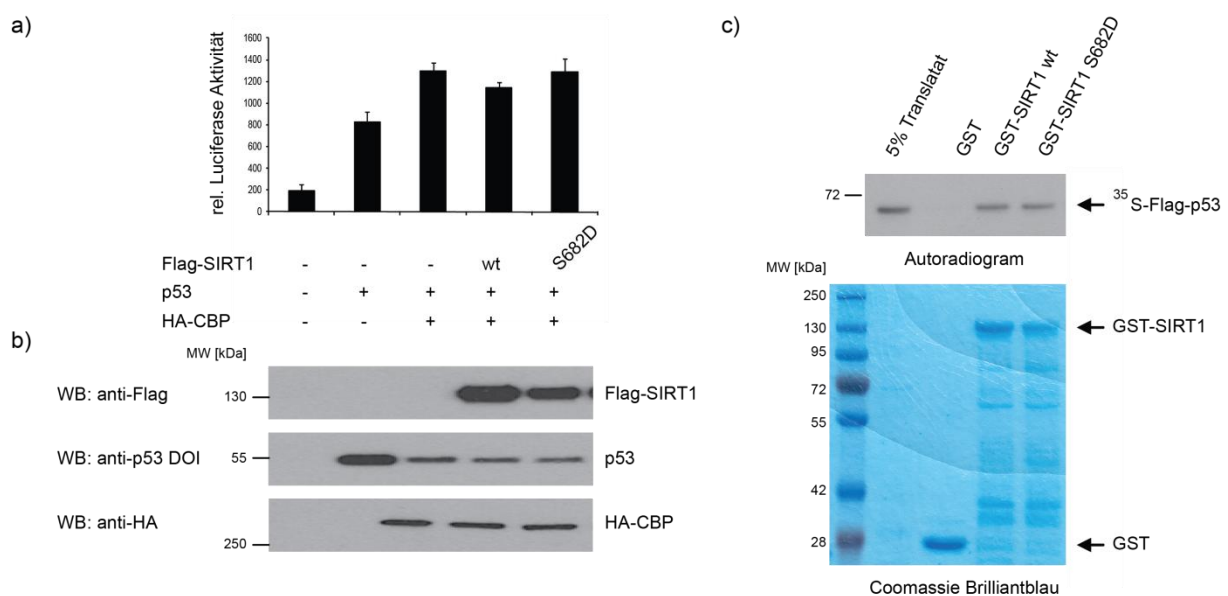 a)
rel. Luciferase Aktivität
1600
1400
1200
1000
800
600
400
200
0
Flag-SIRT1 - - - wt S682D
p53 - + + + +
HA-CBP - - + + +
b)
MW [kDa]
WB: anti-Flag 130 Flag-SIRT1
WB: anti-p53 DOI 55 p53
WB: anti-HA HA-CBP
250
c)
5% Translatat GST GST-SIRT1 wt GST-SIRT1 S682D
72 35S-Flag-p53
Autoradiogram
MW [kDa]
250
130 GST-SIRT1
95
72
55
42
28 GST
Coomassie Brilliantblau